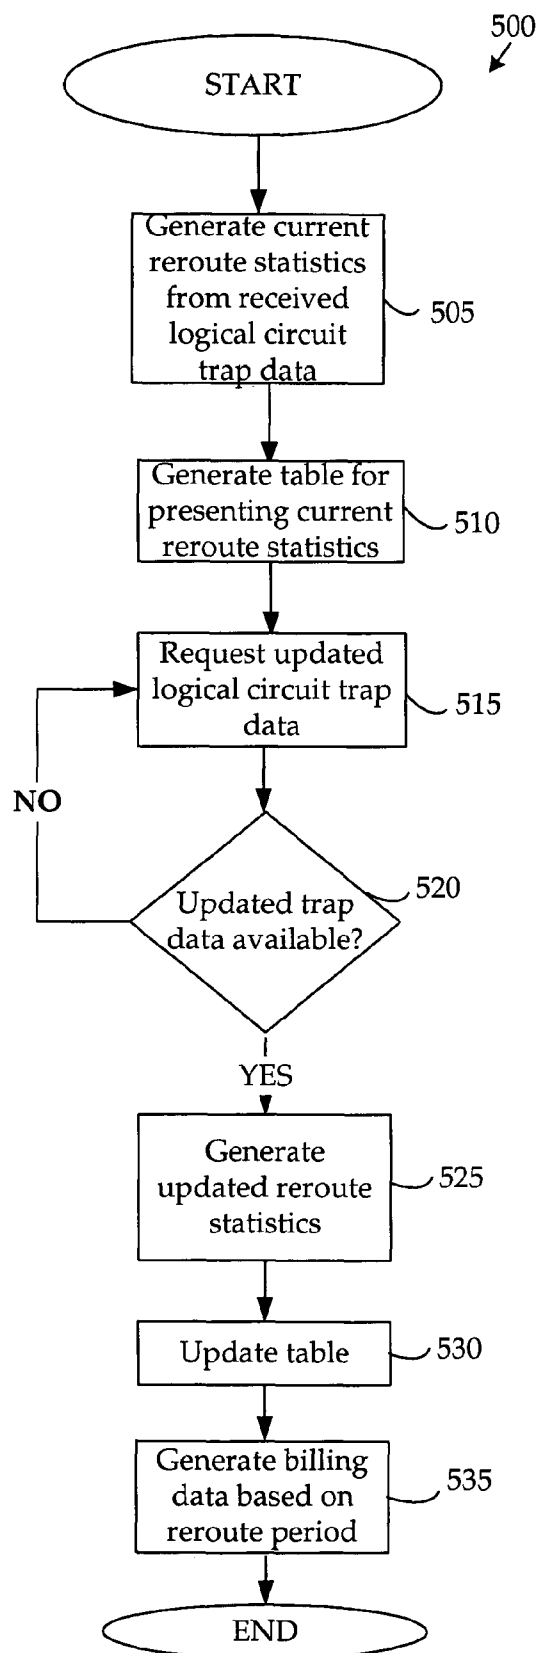 500
START
Generate current
reroute statistics
from received
logical circuit
trap data
505
Generate table for
presenting current
reroute statistics
510
Request updated
logical circuit trap
data
515
NO
Updated trap
data available?
520
YES
Generate
updated reroute
statistics
525
Update table
530
Generate billing
data based on
reroute period
535
END